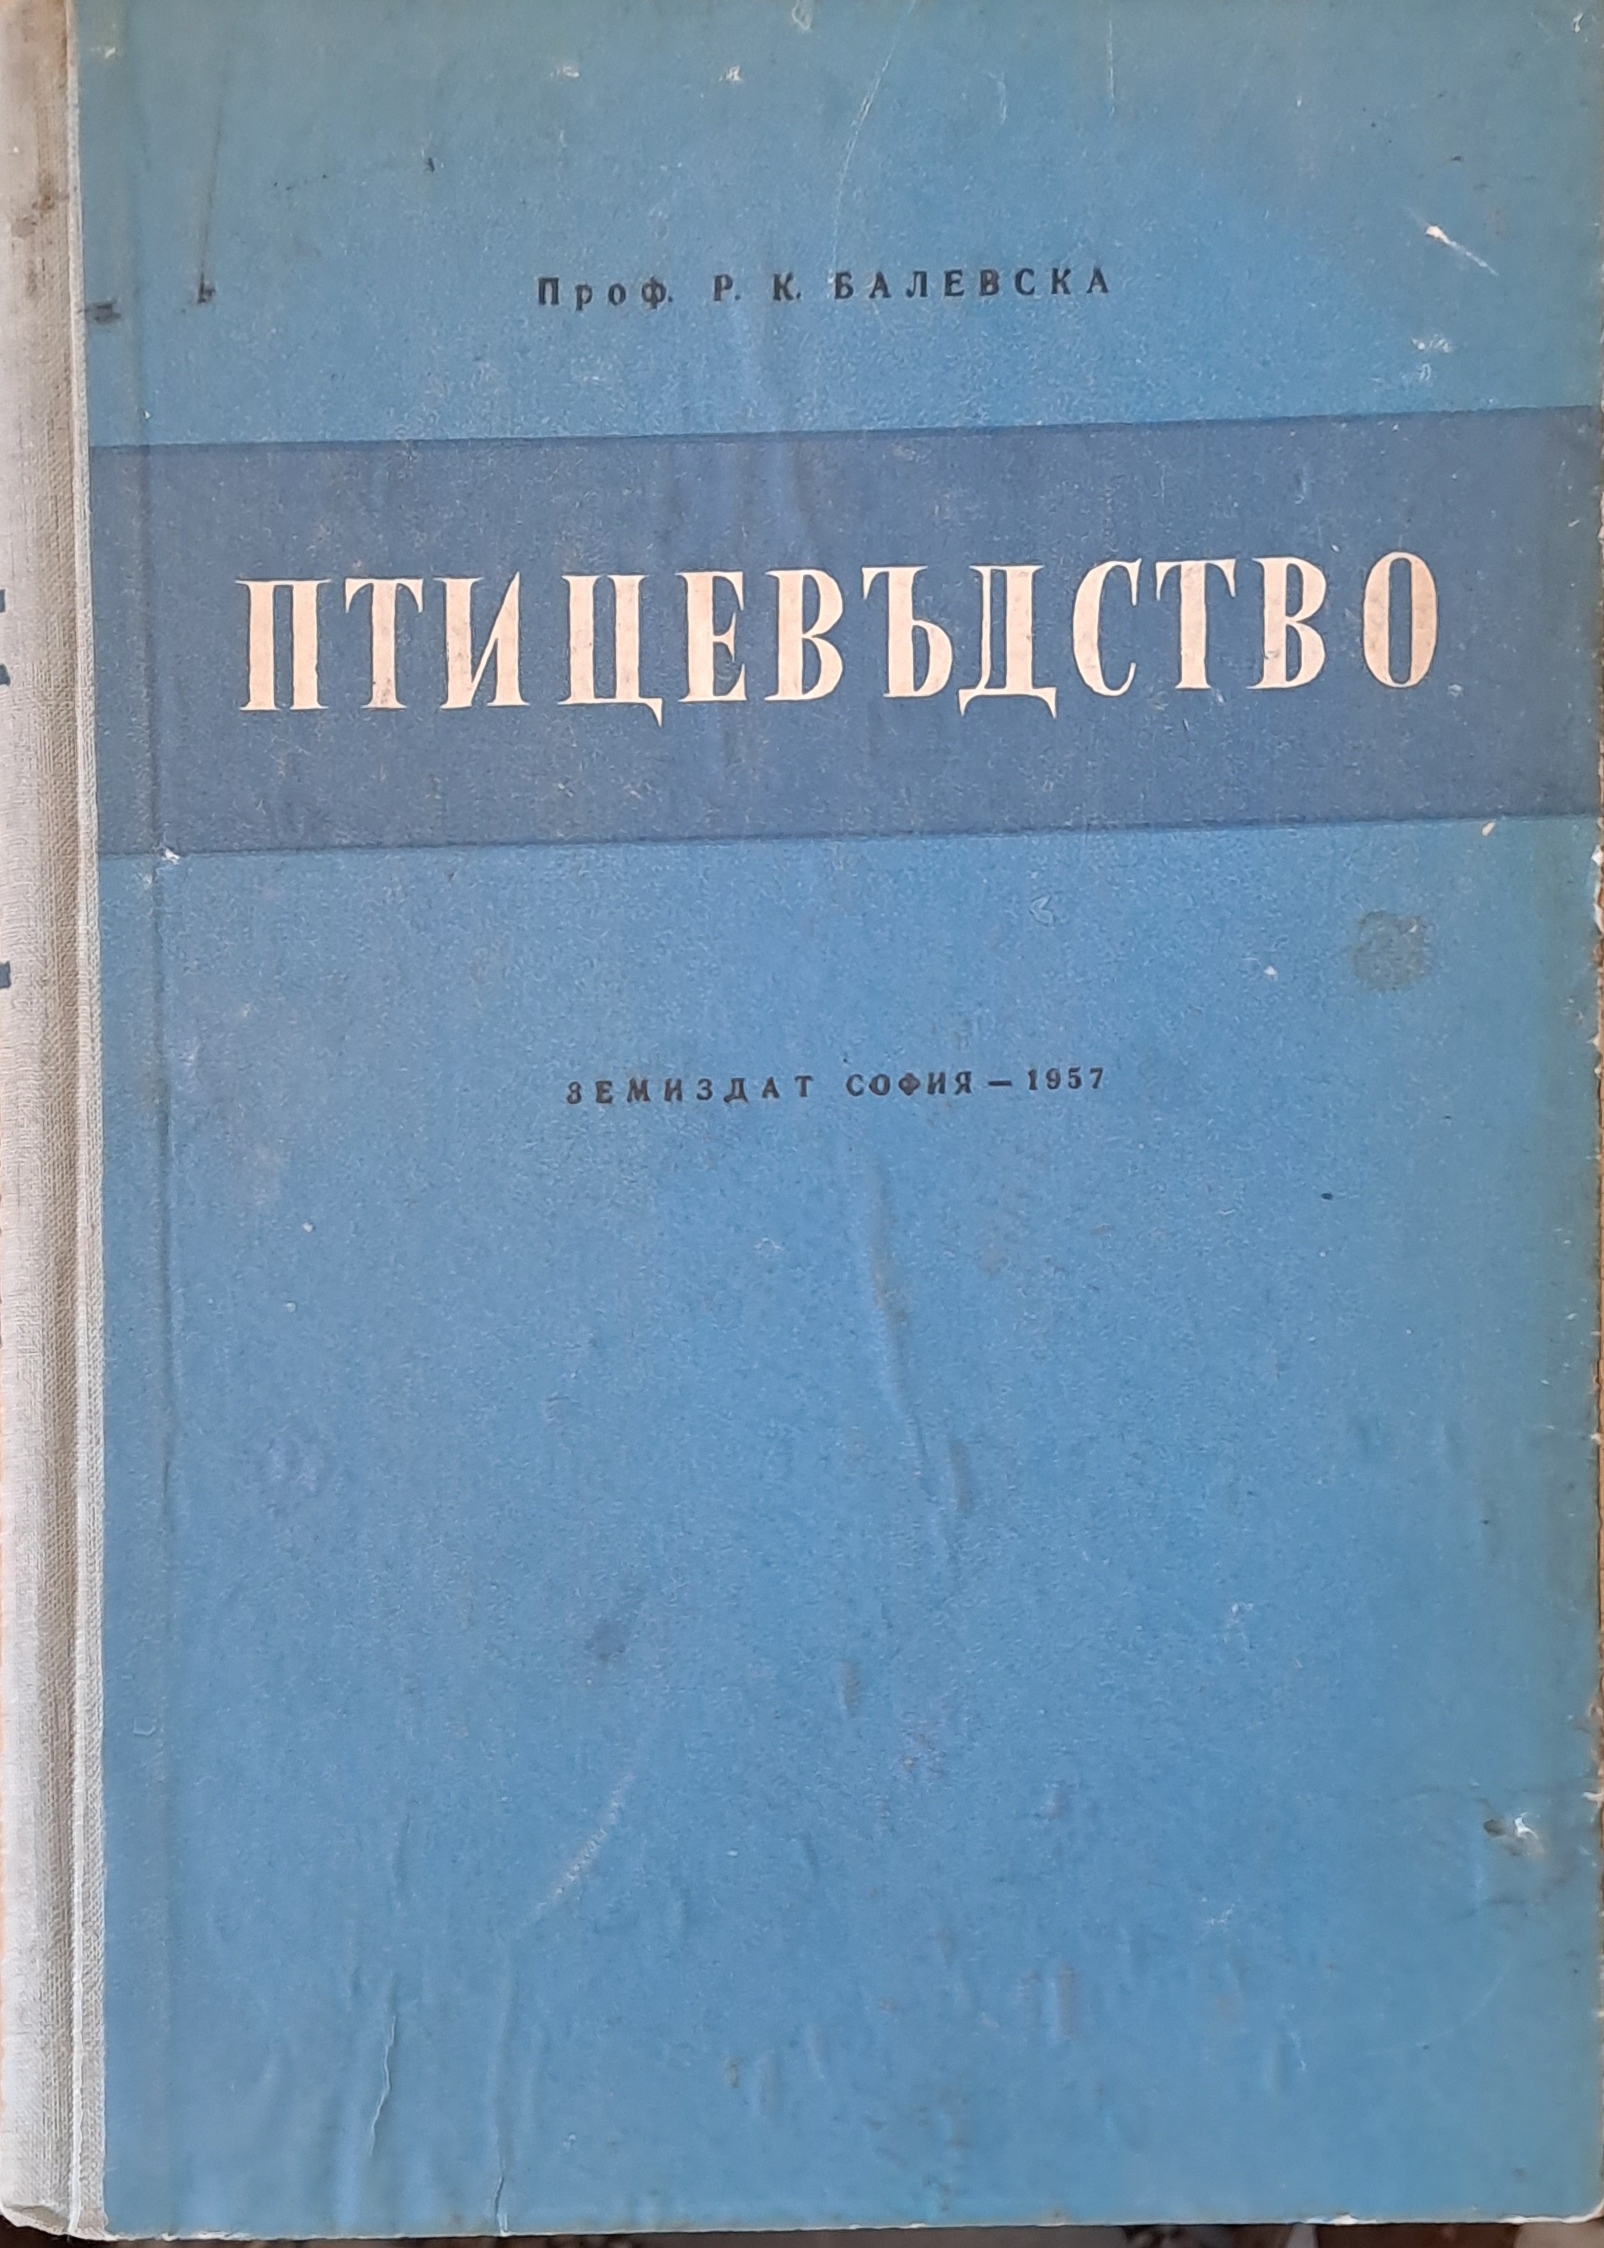 Проф. Р. К. БАЛЕВСКА
ПТИЦЕВЪДСТВО
ЗЕМИЗДАТ СОФИЯ — 1957